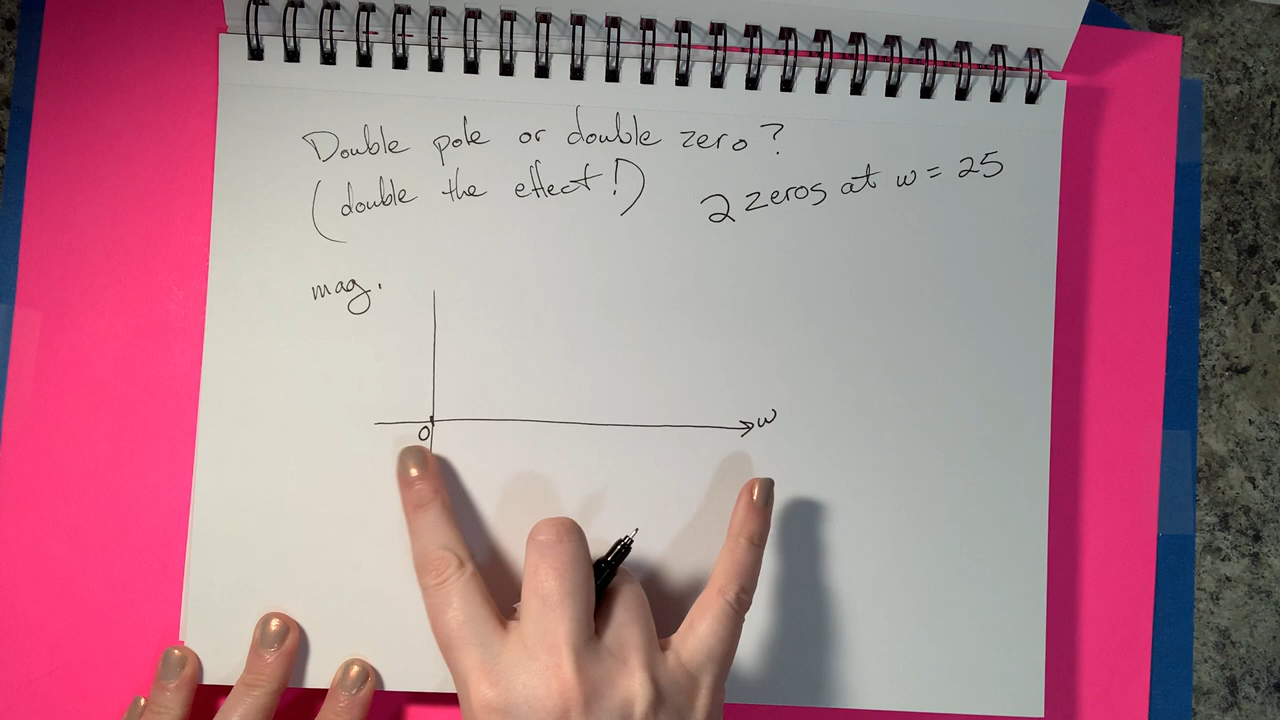 Double pole or double zero?
(double the effect!)
2 zeros at w = 25
mag.
0
w